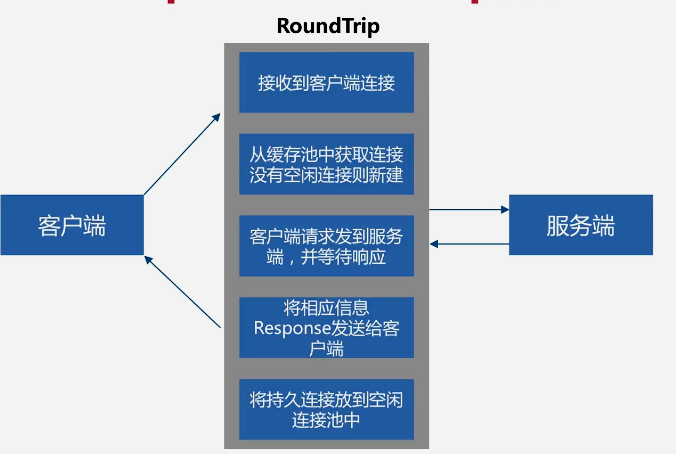 RoundTrip
接收到客户端连接
从缓存池中获取连接
没有空闲连接则新建
客户端
客户端请求发到服务
端，并等待响应
服务端
将相应信息
Response发送给客
户端
将持久连接放到空闲
连接池中